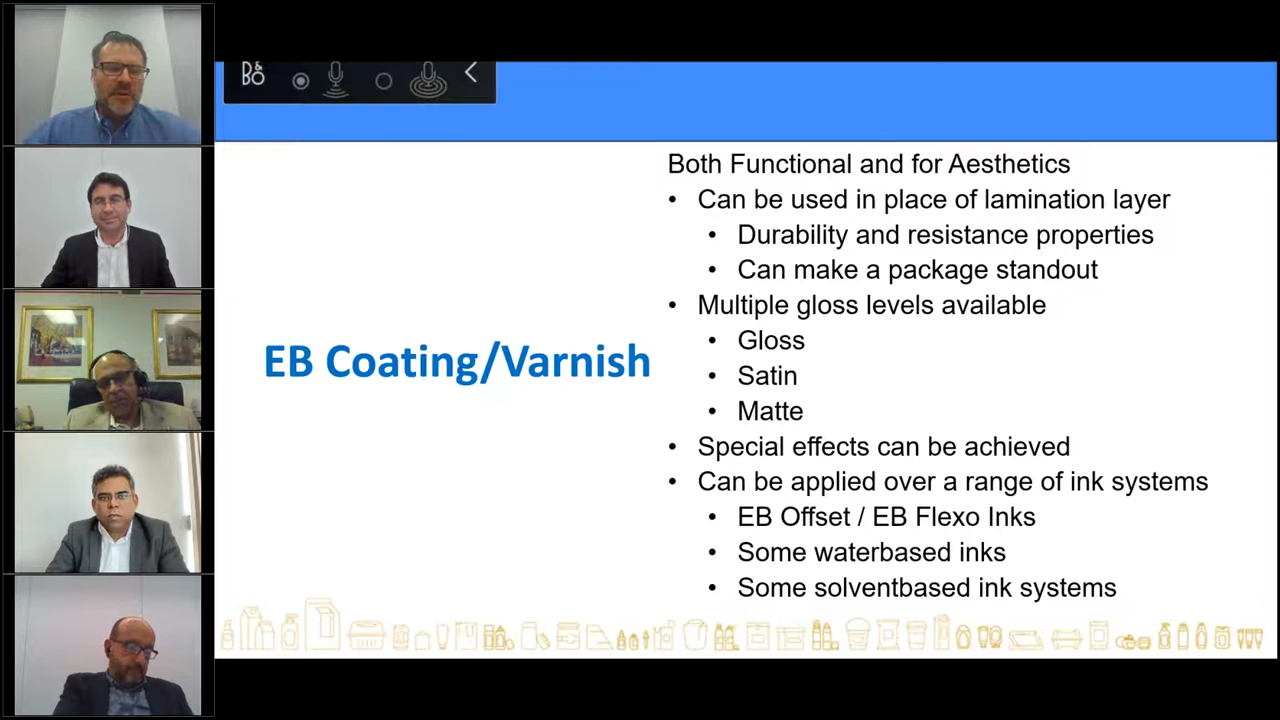 D&BO
Both Functional and for Aesthetics
• Can be used in place of lamination layer
• Durability and resistance properties
• Can make a package standout
• Multiple gloss levels available
• Gloss
• Satin
• Matte
• Special effects can be achieved
• Can be applied over a range of ink systems
• EB Offset / EB Flexo Inks
• Some waterbased inks
• Some solventbased ink systems
EB Coating/Varnish